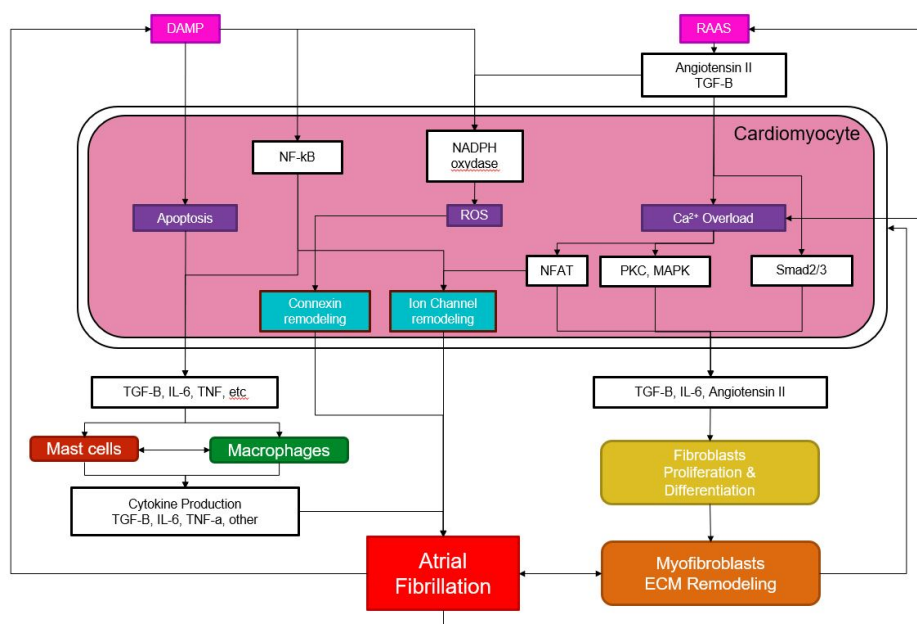 DAMP
RAAS
Angiotensin II
TGF-B
Cardiomyocyte
NF-kB
NADPH
oxydase
Apoptosis
ROS
Ca²⁺ Overload
NFAT
PKC, MAPK
Smad2/3
Connexin
remodeling
Ion Channel
remodeling
TGF-B, IL-6, TNF, etc
TGF-B, IL-6, Angiotensin II
Mast cells
Macrophages
Fibroblasts
Proliferation &
Differentiation
Cytokine Production
TGF-B, IL-6, TNF-a, other
Atrial
Fibrillation
Myofibroblasts
ECM Remodeling